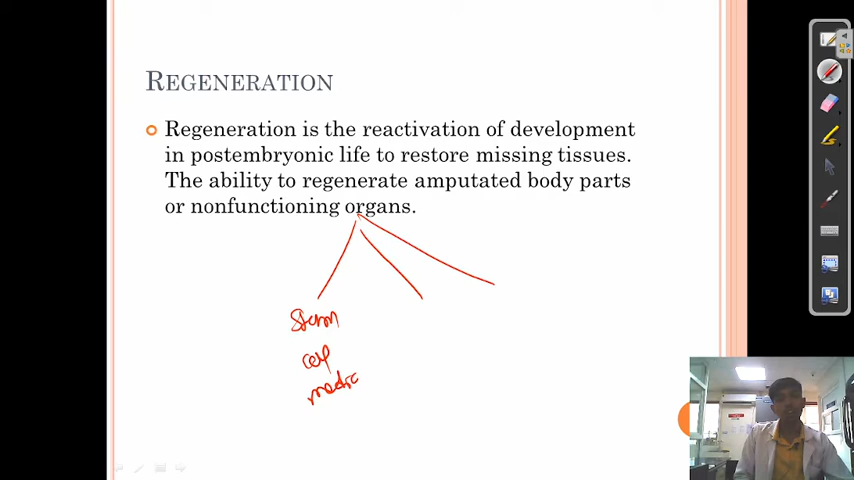 REGENERATION
Regeneration is the reactivation of development
in postembryonic life to restore missing tissues.
The ability to regenerate amputated body parts
or nonfunctioning organs.
Stem
cell